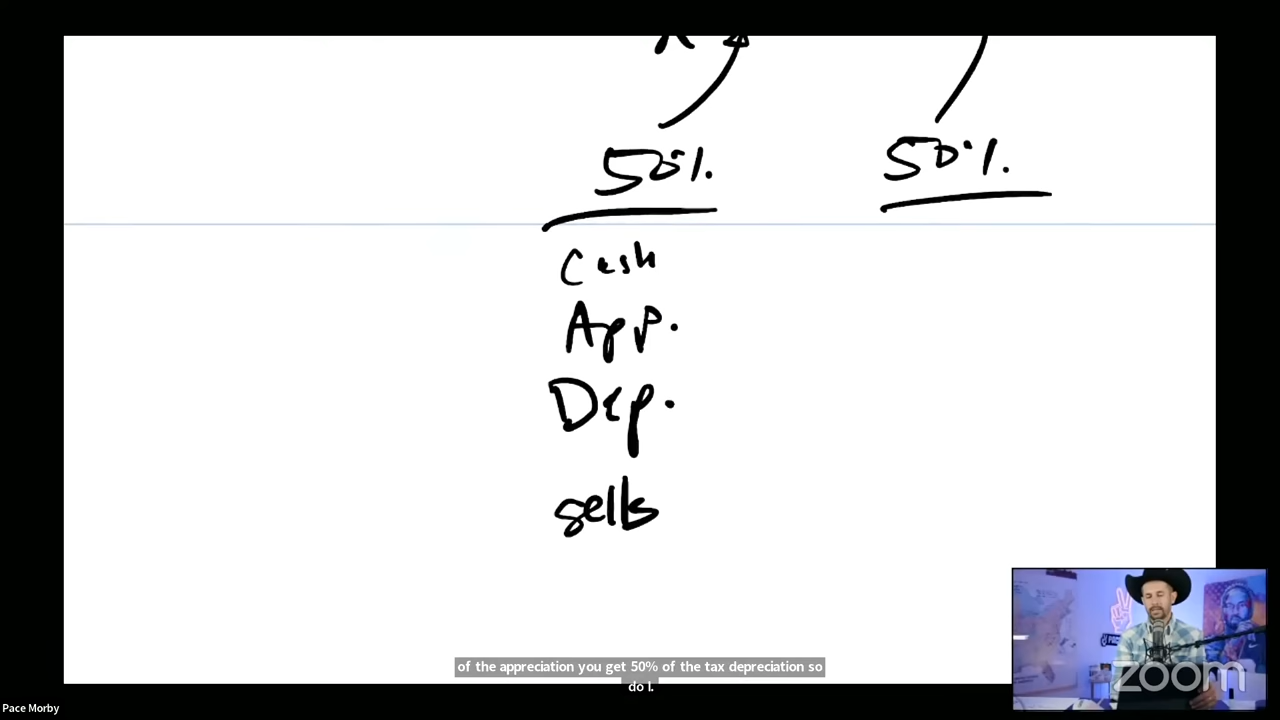 50% 50%
Cash
App.
Dep.
sells
of the appreciation you get 50% of the tax depreciation so
do I.
zoom
Pace Morby